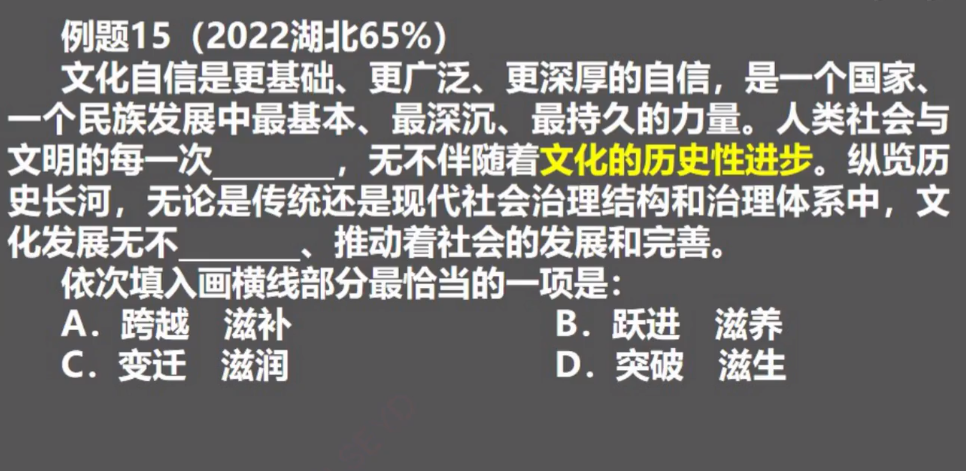 例题15（2022湖北65%）
文化自信是更基础、更广泛、更深厚的自信，是一个国家、
一个民族发展中最基本、最深沉、最持久的力量。人类社会与
文明的每一次________，无不伴随着文化的历史性进步。纵览历
史长河，无论是传统还是现代社会治理结构和治理体系中，文
化发展无不________、推动着社会的发展和完善。
依次填入画横线部分最恰当的一项是：
A．跨越 滋补 B．跃进 滋养
C．变迁 滋润 D．突破 滋生